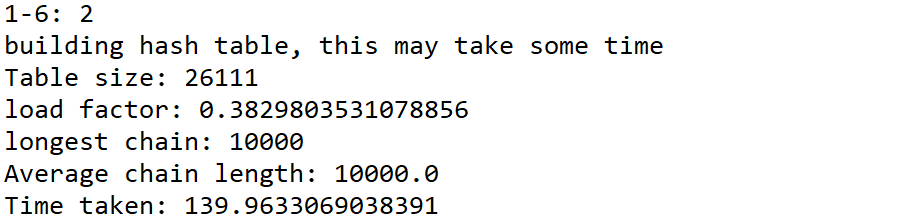 1-6: 2
building hash table, this may take some time
Table size: 26111
load factor: 0.3829803531078856
longest chain: 10000
Average chain length: 10000.0
Time taken: 139.9633069038391